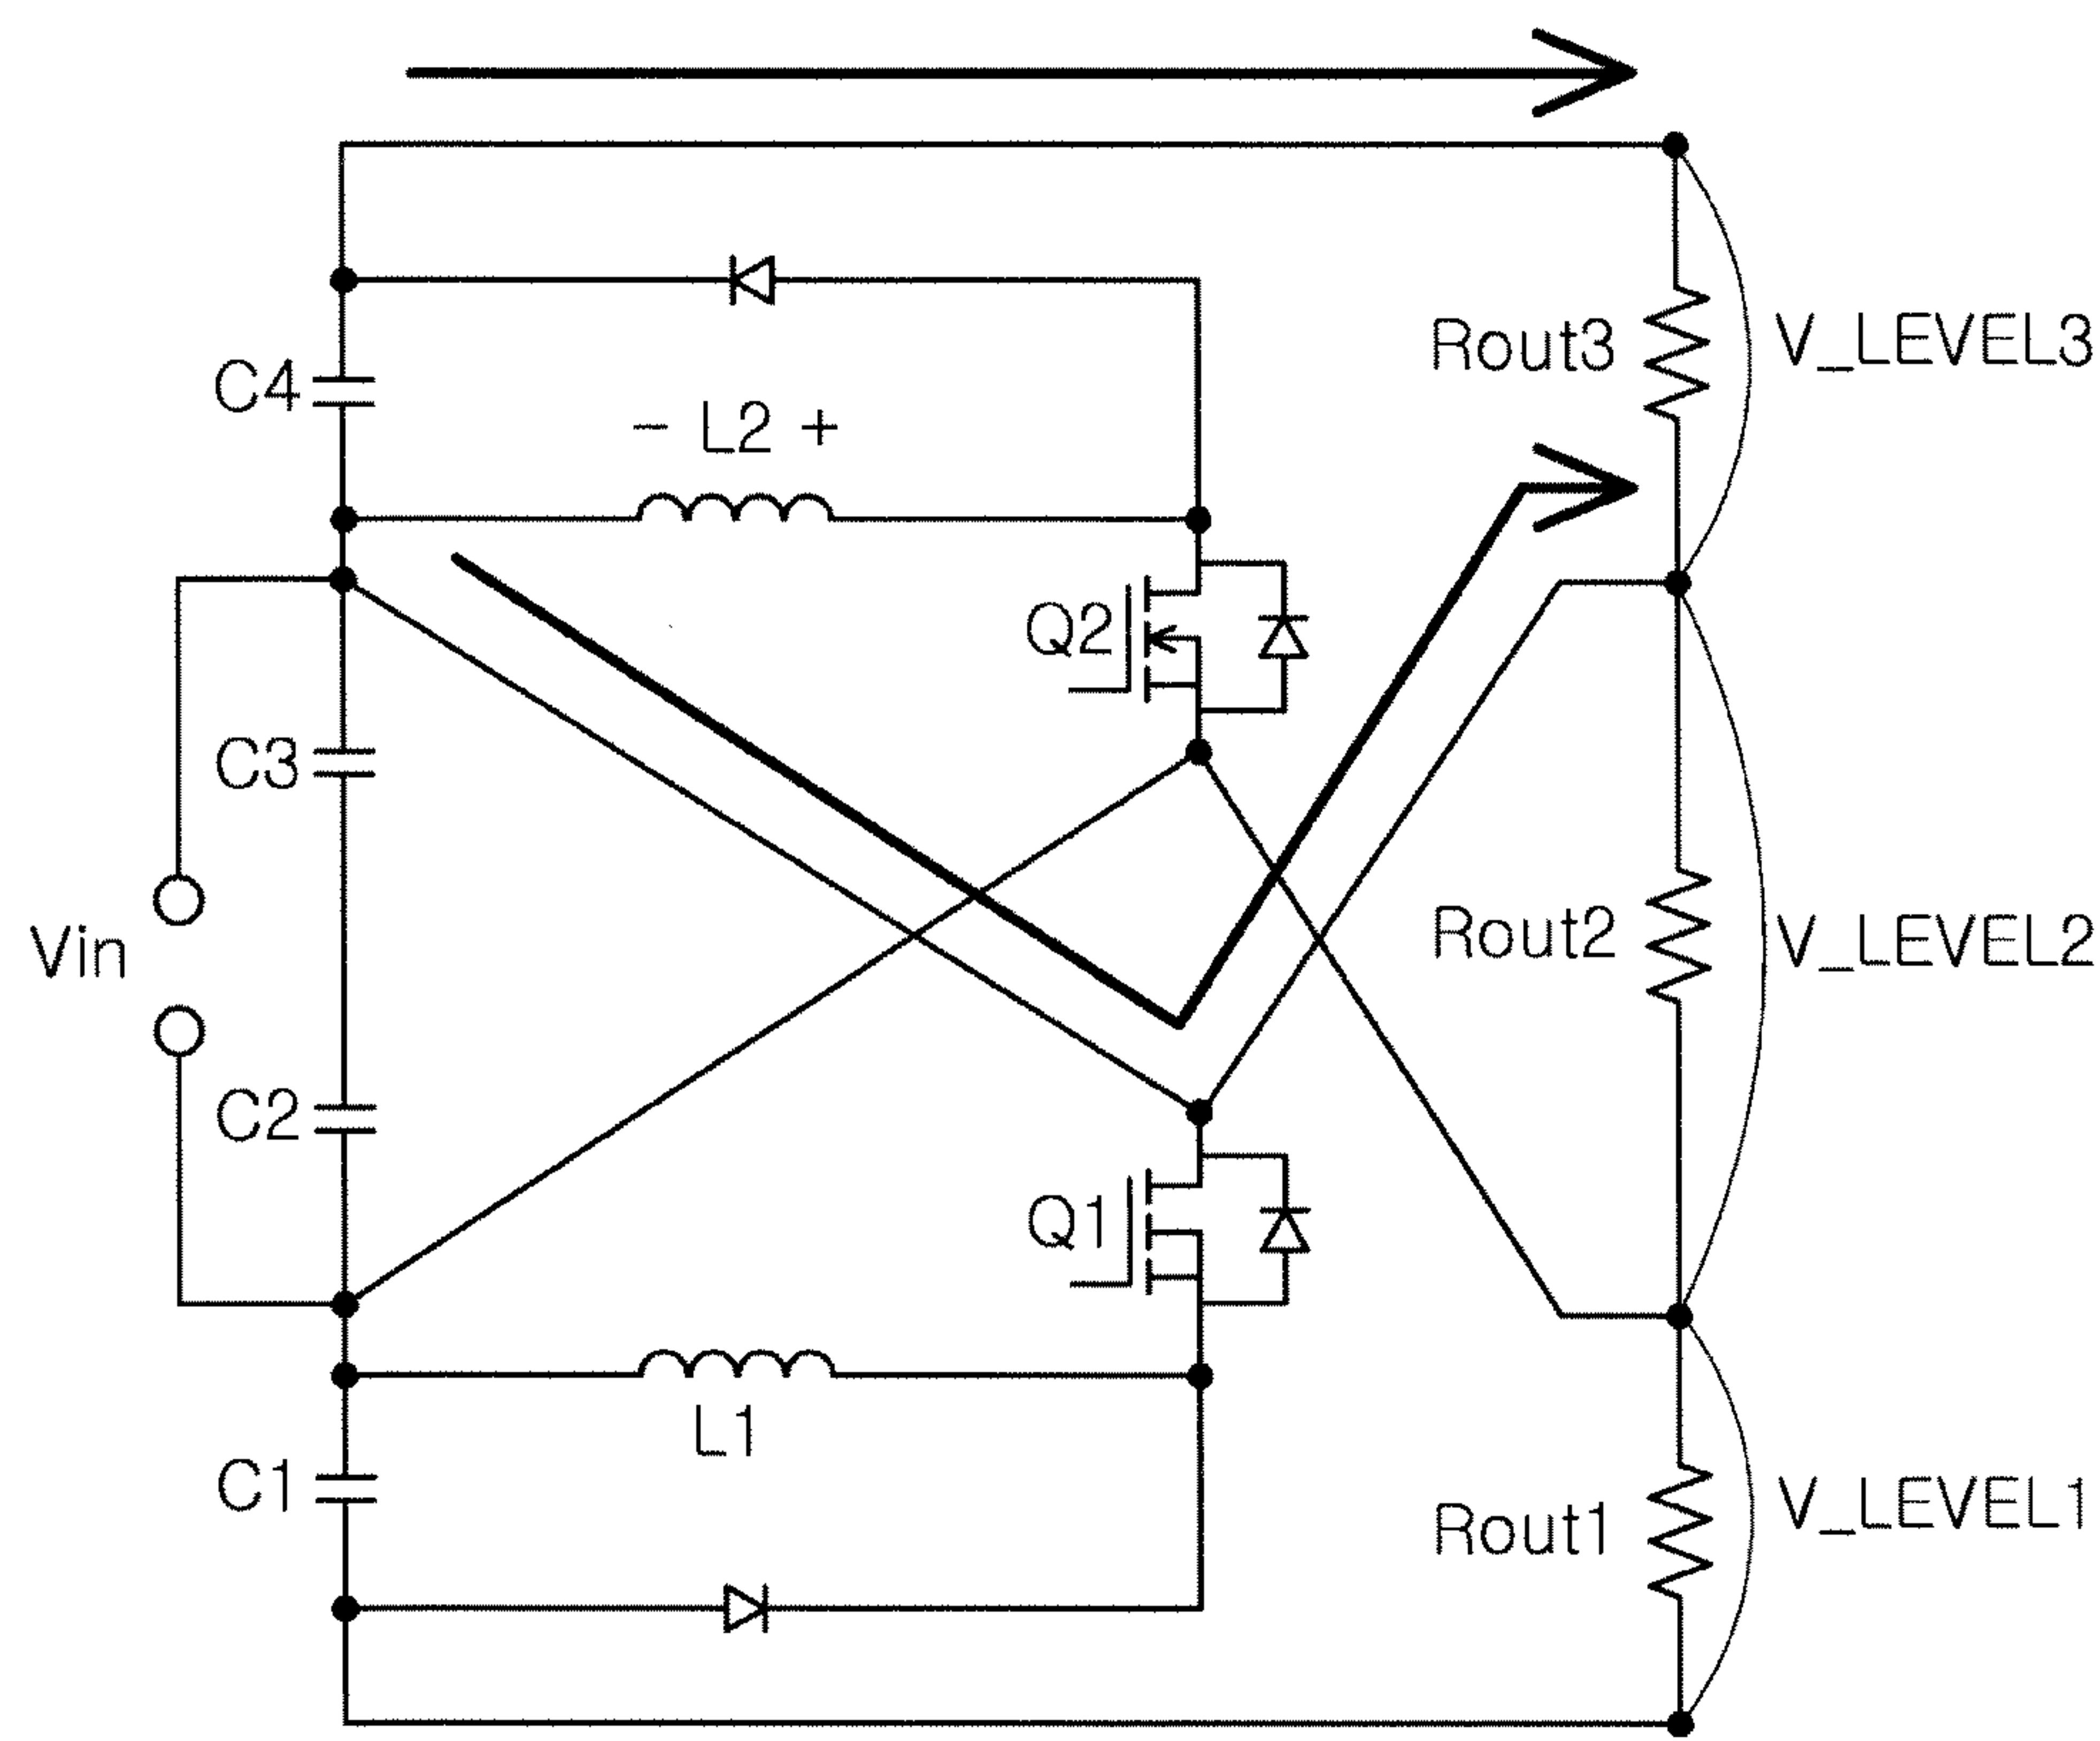 Rout3 V_LEVEL3
C4
- L2 +
Q2
C3
Vin
Rout2 V_LEVEL2
C2
Q1
L1
C1
Rout1 V_LEVEL1